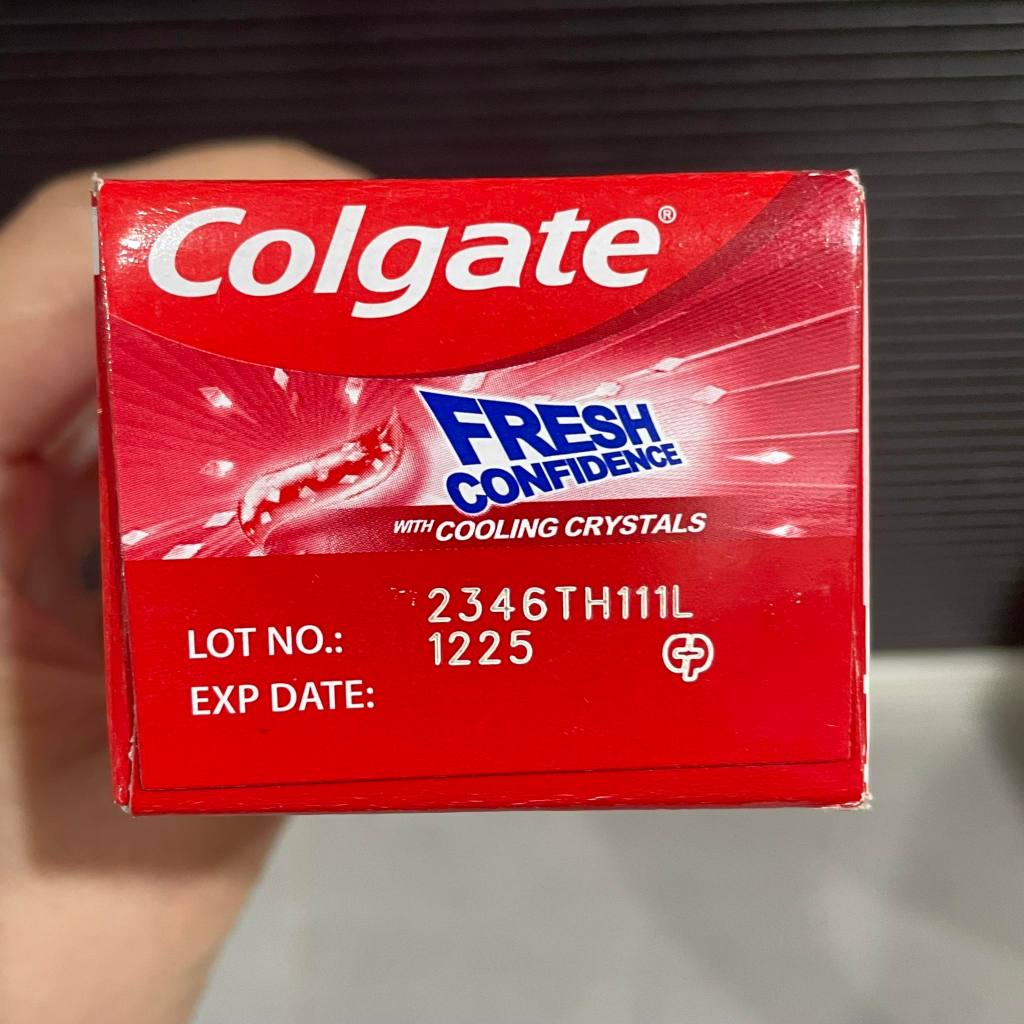 Colgate®
FRESH
CONFIDENCE
WITH COOLING CRYSTALS
2346TH111L
LOT NO.:
1225
EXP DATE: